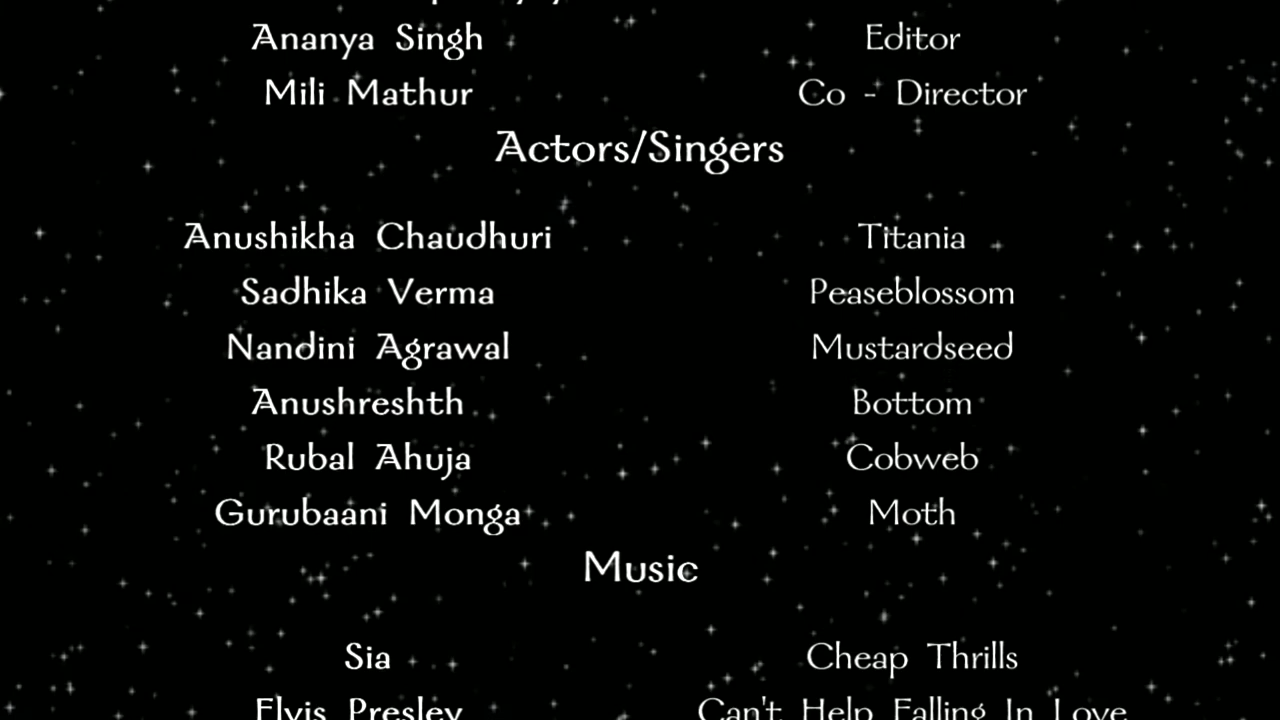 Ananya Singh Editor
Mili Mathur Co - Director
Actors/Singers
Anushikha Chaudhuri Titania
Sadhika Verma Peaseblossom
Nandini Agrawal Mustardseed
Anushreshth Bottom
Rubal Ahuja Cobweb
Gurubaani Monga Moth
Music
Sia Cheap Thrills
Elvis Presley Can't Help Falling In Love